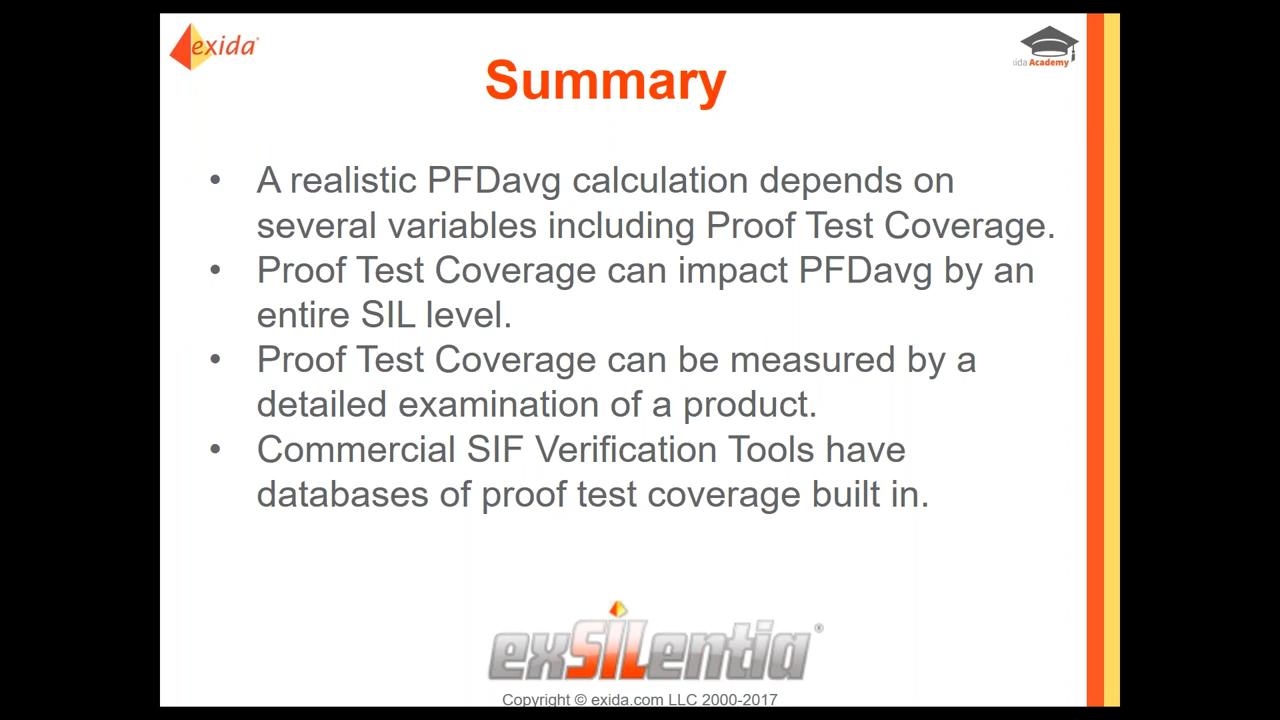 exida
ida Academy
Summary
• A realistic PFDavg calculation depends on
several variables including Proof Test Coverage.
• Proof Test Coverage can impact PFDavg by an
entire SIL level.
• Proof Test Coverage can be measured by a
detailed examination of a product.
• Commercial SIF Verification Tools have
databases of proof test coverage built in.
exSILentia®
Copyright © exida.com LLC 2000-2017